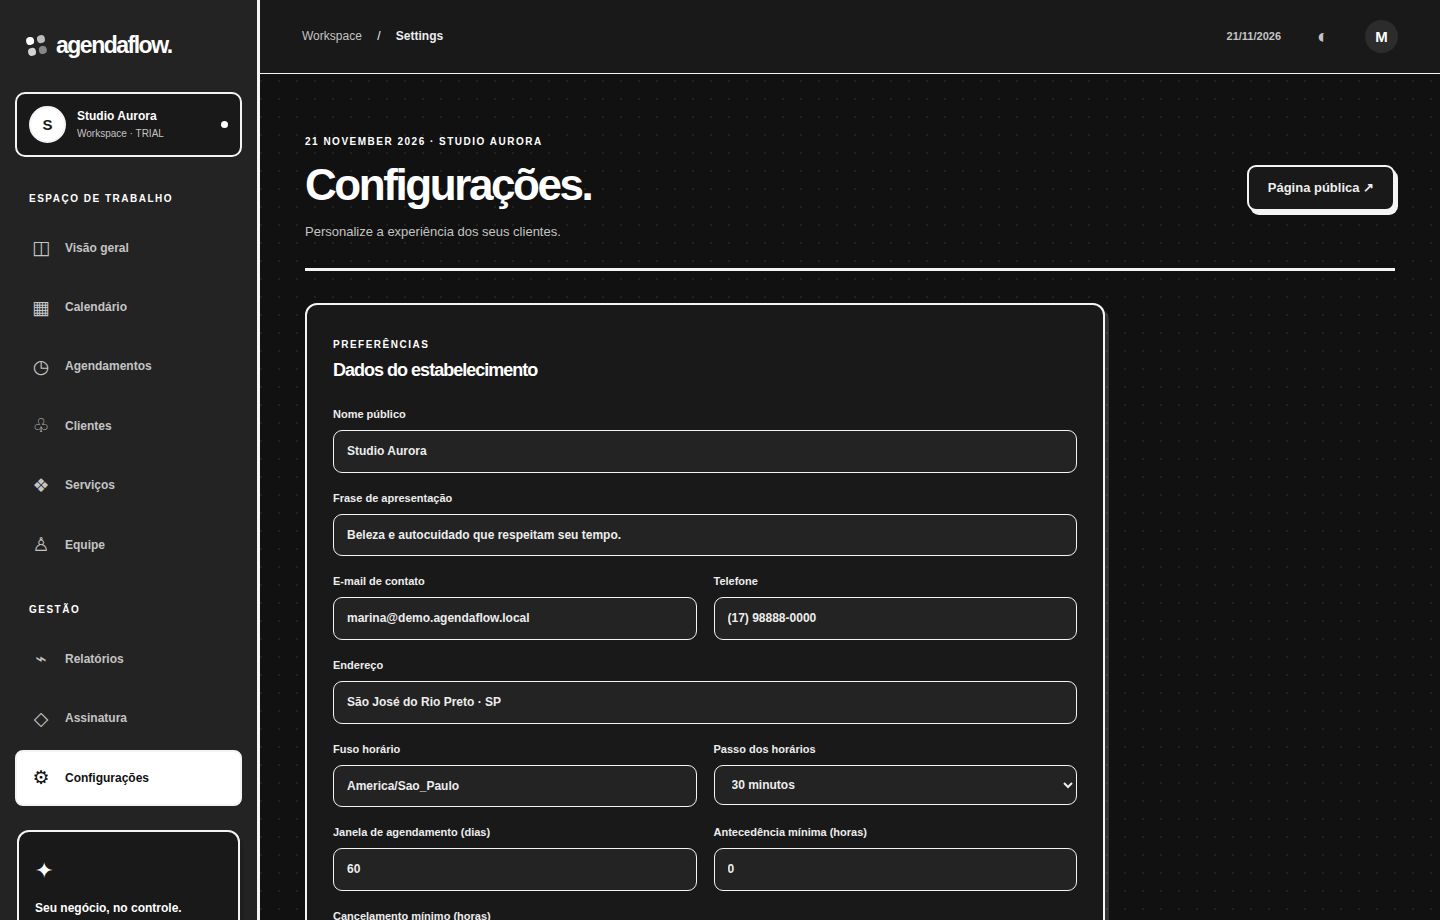 agendaflow.
S
Studio Aurora
Workspace · TRIAL
ESPAÇO DE TRABALHO
Visão geral
Calendário
Agendamentos
Clientes
Serviços
Equipe
GESTÃO
Relatórios
Assinatura
Configurações
Seu negócio, no controle.
Workspace / Settings
21/11/2026
M
21 NOVEMBER 2026 · STUDIO AURORA
Configurações.
Personalize a experiência dos seus clientes.
Página pública ↗
PREFERÊNCIAS
Dados do estabelecimento
Nome público
Studio Aurora
Frase de apresentação
Beleza e autocuidado que respeitam seu tempo.
E-mail de contato
marina@demo.agendaflow.local
Telefone
(17) 98888-0000
Endereço
São José do Rio Preto · SP
Fuso horário
America/Sao_Paulo
Passo dos horários
30 minutos
Janela de agendamento (dias)
60
Antecedência mínima (horas)
0
Cancelamento mínimo (horas)